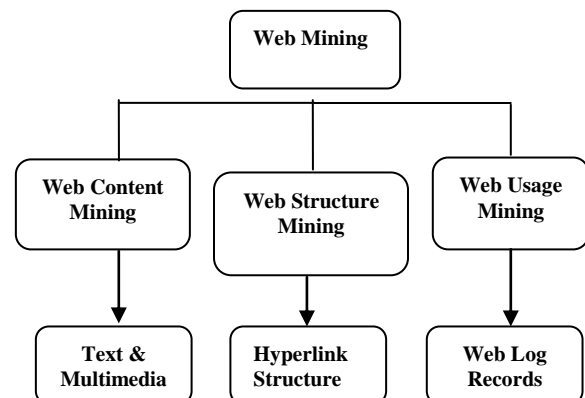 Web Mining
Web Content
Mining
Web Structure
Mining
Web Usage
Mining
Text &
Multimedia
Hyperlink
Structure
Web Log
Records